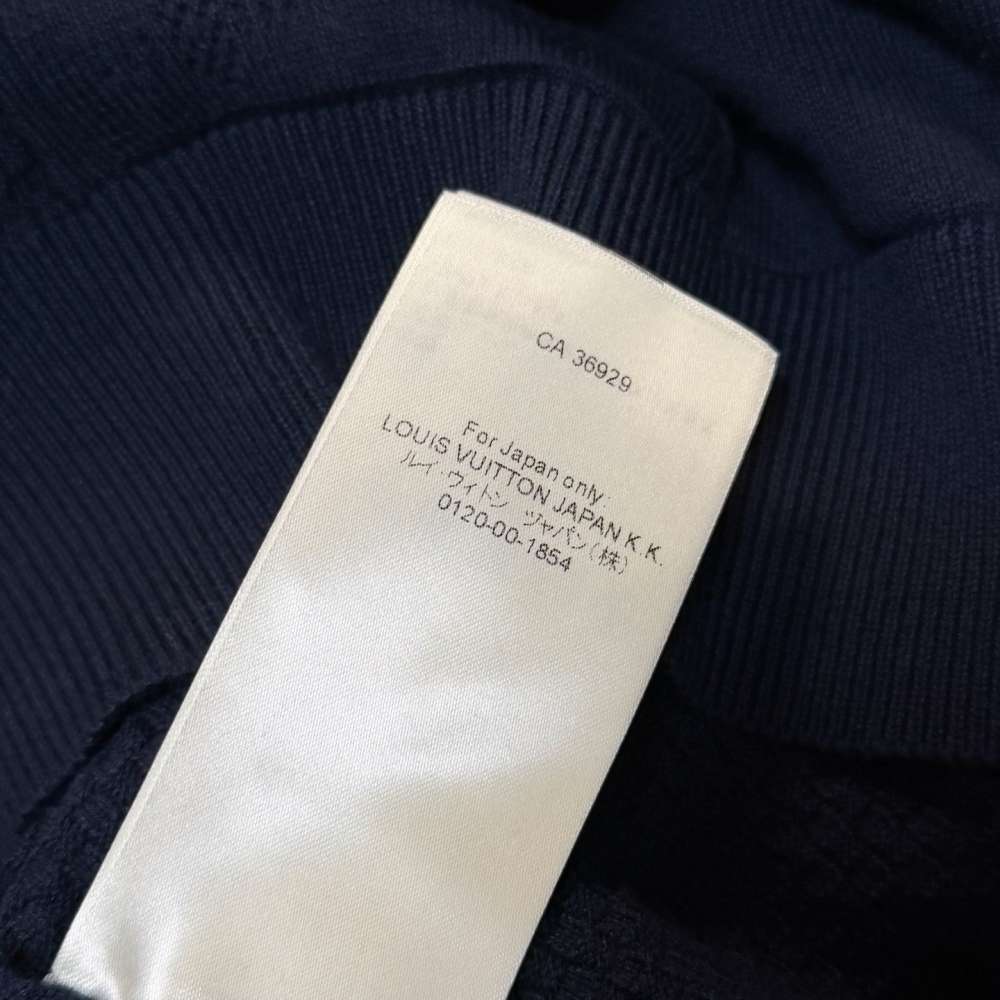 CA 36929
For Japan only.
LOUIS VUITTON JAPAN K.K.
ルイ・ヴィトン ジャパン(株)
0120-00-1854